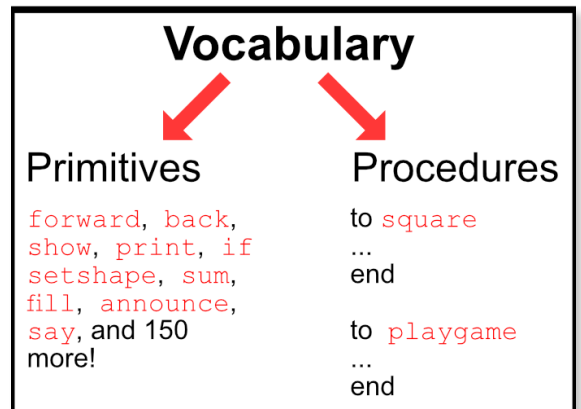 Vocabulary
Primitives
forward, back,
show, print, if
setshape, sum,
fill, announce,
say, and 150
more!
Procedures
to square
...
end
to playgame
...
end